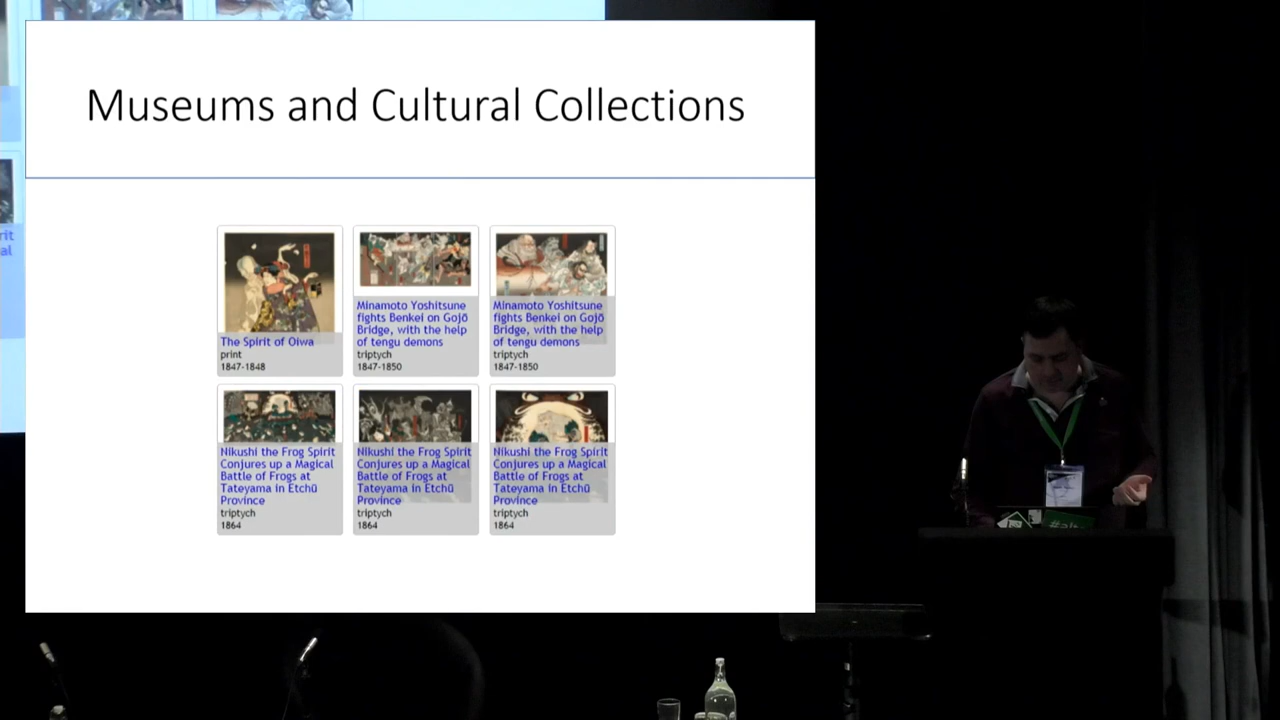 Museums and Cultural Collections
The Spirit of Oiwa
print
1847-1848
Minamoto Yoshitsune
fights Benkei on Gojō
Bridge, with the help
of tengu demons
triptych
1847-1850
Minamoto Yoshitsune
fights Benkei on Gojō
Bridge, with the help
of tengu demons
triptych
1847-1850
Nikushi the Frog Spirit
Conjures up a Magical
Battle of Frogs at
Tateyama in Etchū
Province
triptych
1864
Nikushi the Frog Spirit
Conjures up a Magical
Battle of Frogs at
Tateyama in Etchū
Province
triptych
1864
Nikushi the Frog Spirit
Conjures up a Magical
Battle of Frogs at
Tateyama in Etchū
Province
triptych
1864
rit
al